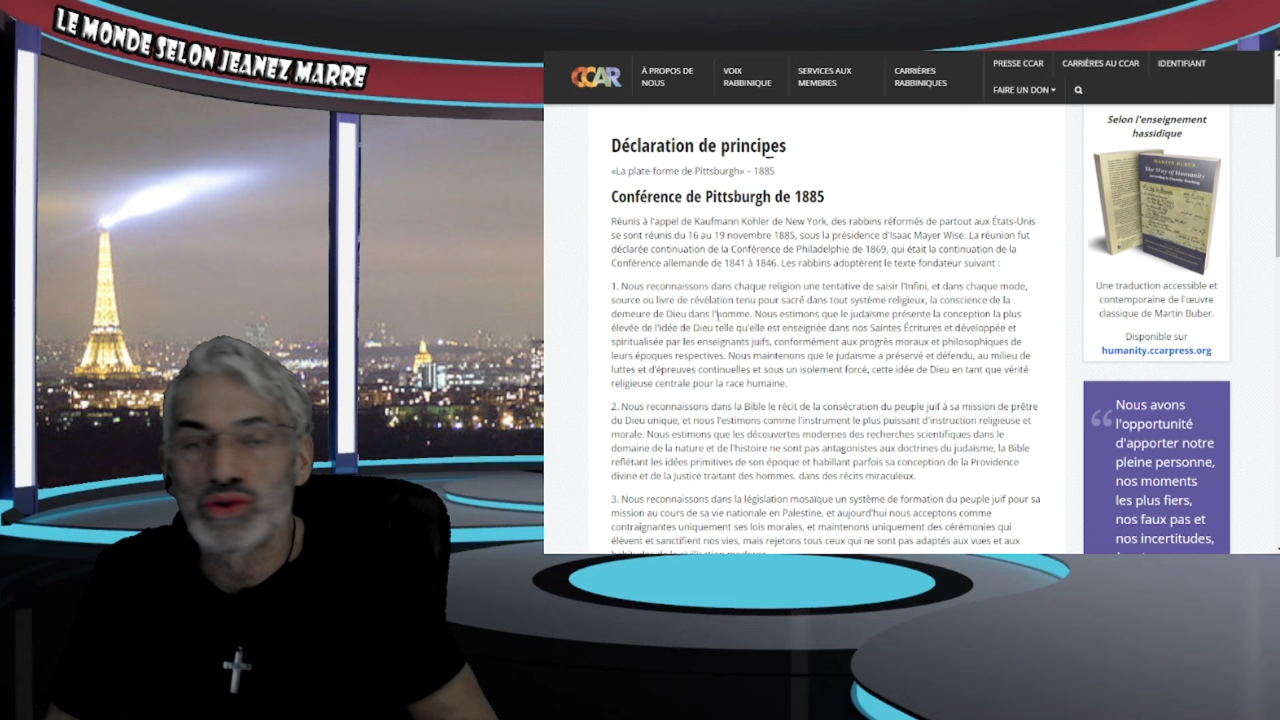 LE MONDE SELON JEANEZ MARRE
CCAR
À PROPOS DE
NOUS
VOIX
RABBINIQUE
SERVICES AUX
MEMBRES
CARRIÈRES
RABBINIQUES
PRESSE CCAR
CARRIÈRES AU CCAR
IDENTIFIANT
FAIRE UN DON
Déclaration de principes
«La plate-forme de Pittsburgh» – 1885
Conférence de Pittsburgh de 1885
Réunis à l'appel de Kaufmann Kohler de New York, des rabbins réformés de partout aux États-Unis
se sont réunis du 16 au 19 novembre 1885, sous la présidence d'Isaac Mayer Wise. La réunion fut
déclarée continuation de la Conférence de Philadelphie de 1869, qui était la continuation de la
Conférence allemande de 1841 à 1846. Les rabbins adoptèrent le texte fondateur suivant :
1. Nous reconnaissons dans chaque religion une tentative de saisir l'Infini, et dans chaque mode,
source ou livre de révélation tenu pour sacré dans tout système religieux, la conscience de la
demeure de Dieu dans l'homme. Nous estimons que le judaïsme présente la conception la plus
élevée de l'idée de Dieu telle qu'elle est enseignée dans nos Saintes Écritures et développée et
spiritualisée par les enseignants juifs, conformément aux progrès moraux et philosophiques de
leurs époques respectives. Nous maintenons que le judaïsme a préservé et défendu, au milieu de
luttes et d'épreuves continuelles et sous un isolement forcé, cette idée de Dieu en tant que vérité
religieuse centrale pour la race humaine.
2. Nous reconnaissons dans la Bible le récit de la consécration du peuple juif à sa mission de prêtre
du Dieu unique, et nous l'estimons comme l'instrument le plus puissant d'instruction religieuse et
morale. Nous estimons que les découvertes modernes des recherches scientifiques dans le
domaine de la nature et de l'histoire ne sont pas antagonistes aux doctrines du judaïsme, la Bible
reflétant les idées primitives de son époque et habillant parfois sa conception de la Providence
divine et de la Justice traitant des hommes. dans des récits miraculeux.
3. Nous reconnaissons dans la législation mosaïque un système de formation du peuple juif pour sa
mission au cours de sa vie nationale en Palestine, et aujourd'hui nous acceptons comme
contraignantes uniquement ses lois morales, et maintenons uniquement des cérémonies qui
élèvent et sanctifient nos vies, mais rejetons tous ceux qui ne sont pas adaptés aux vues et aux
Selon l'enseignement
hassidique
MARTIN BUBER
The Way of Humanity
Une traduction accessible et
contemporaine de l'œuvre
classique de Martin Buber.
Disponible sur
humanity.ccarpress.org
“ Nous avons
l'opportunité
d'apporter notre
pleine personne,
nos moments
les plus fiers,
nos faux pas et
nos incertitudes,